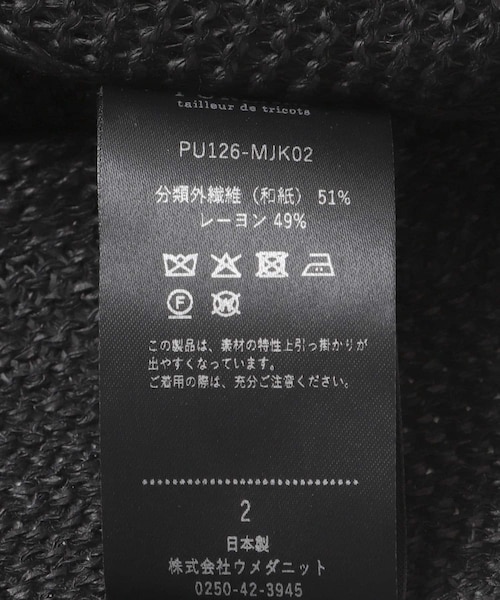 tailleur de tricots
PU126-MJK02
分類外繊維（和紙）51%
レーヨン 49%
F W
この製品は、素材の特性上引っ掛かりが
出やすくなっています。
ご着用の際は、充分ご注意ください。
2
日本製
株式会社ウメダニット
0250-42-3945